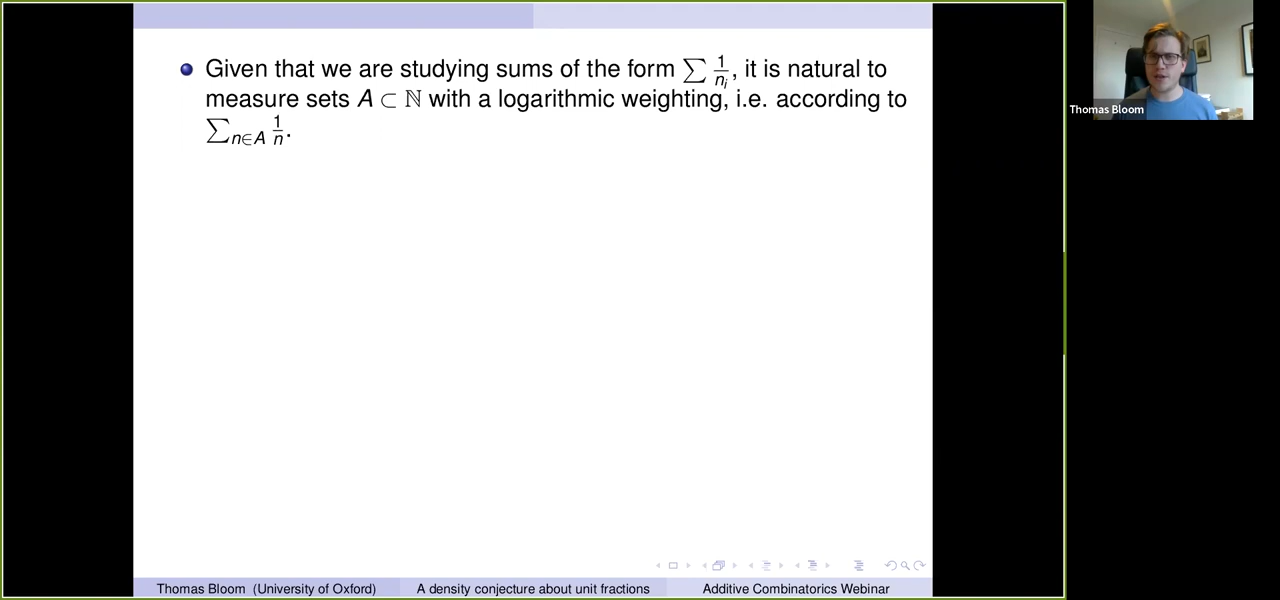 Given that we are studying sums of the form ∑ 1/nᵢ, it is natural to
measure sets A ⊂ ℕ with a logarithmic weighting, i.e. according to
∑ₙ∈A 1/n.
Thomas Bloom
Thomas Bloom (University of Oxford) A density conjecture about unit fractions Additive Combinatorics Webinar